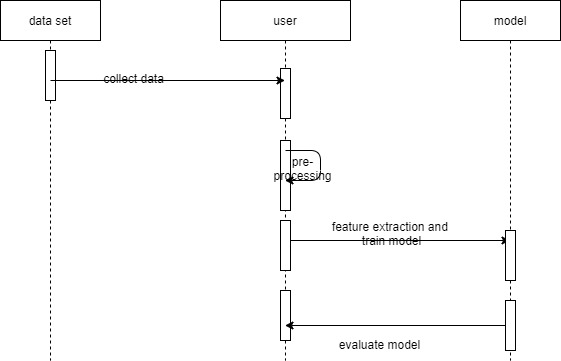 data set
user
model
collect data
pre-
processing
feature extraction and
train model
evaluate model